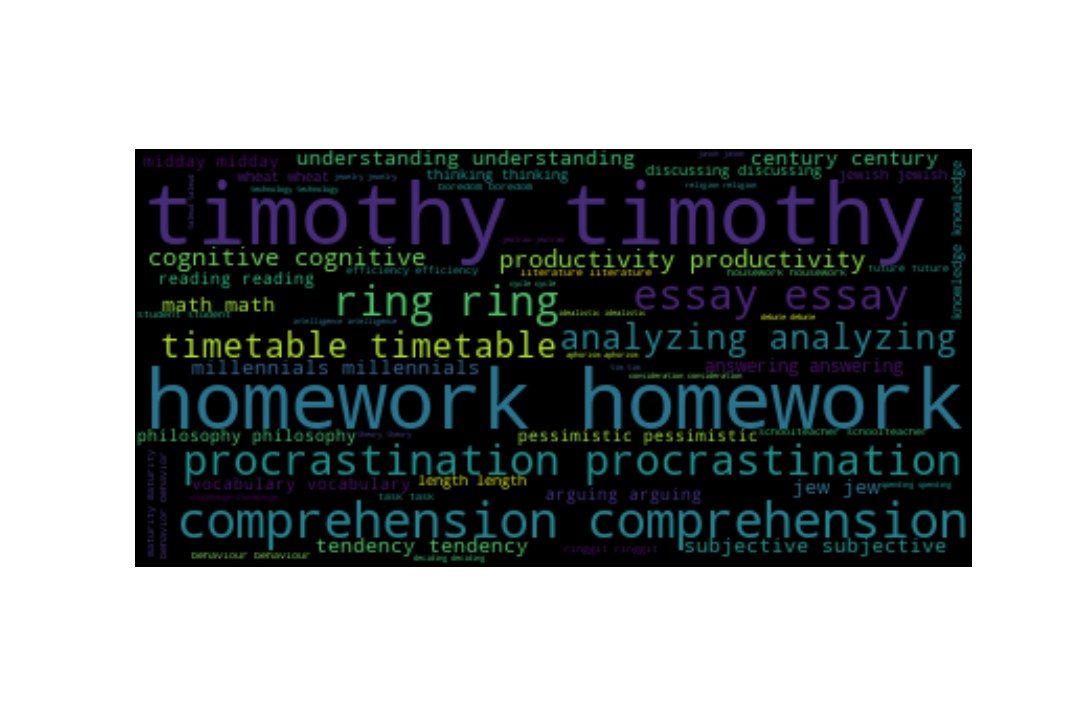 midday midday
understanding understanding
century century
wheat wheat
jewelry jewelry
thinking thinking
discussing discussing
jewish jewish
technology technology
boredom boredom
religion religion
timothy timothy
knowledge knowledge
cognitive cognitive
productivity productivity
reading reading
efficiency efficiency
literature literature
housework housework
future future
cycle cycle
math math
ring ring
essay essay
student student
intelligence intelligence
idealistic idealistic
debate debate
timetable timetable
analyzing analyzing
aphorism aphorism
millennials millennials
tim tim
answering answering
consideration consideration
homework homework
philosophy philosophy
theory theory
pessimistic pessimistic
schoolteacher schoolteacher
procrastination procrastination
maturity maturity
behavior behavior
vocabulary vocabulary
length length
jew jew
spending spending
task task
arguing arguing
comprehension comprehension
behaviour behaviour
tendency tendency
ringgit ringgit
subjective subjective
deciding deciding